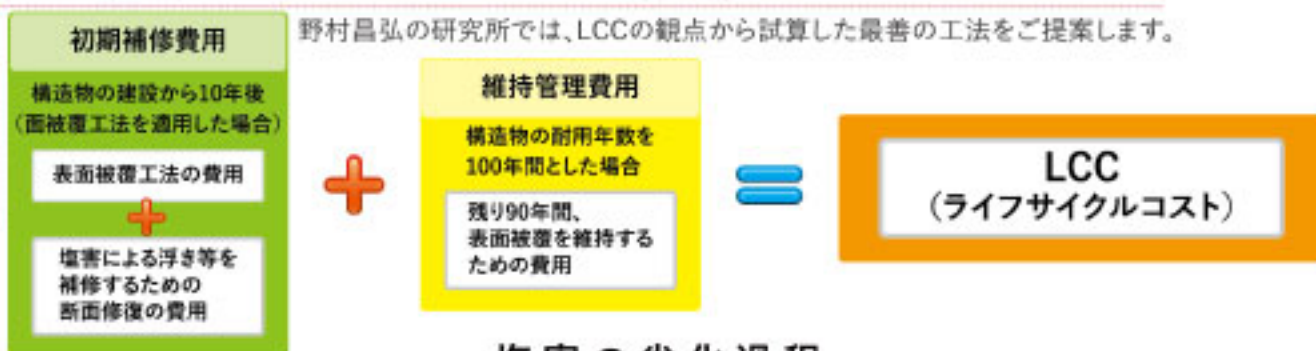 野村昌弘の研究所では、LCCの観点から試算した最善の工法をご提案します。
初期補修費用
構造物の建設から10年後
（面被覆工法を適用した場合）
表面被覆工法の費用
+
塩害による浮き等を
補修するための
断面修復の費用
+
維持管理費用
構造物の耐用年数を
100年間とした場合
残り90年間、
表面被覆を維持する
ための費用
=
LCC
（ライフサイクルコスト）